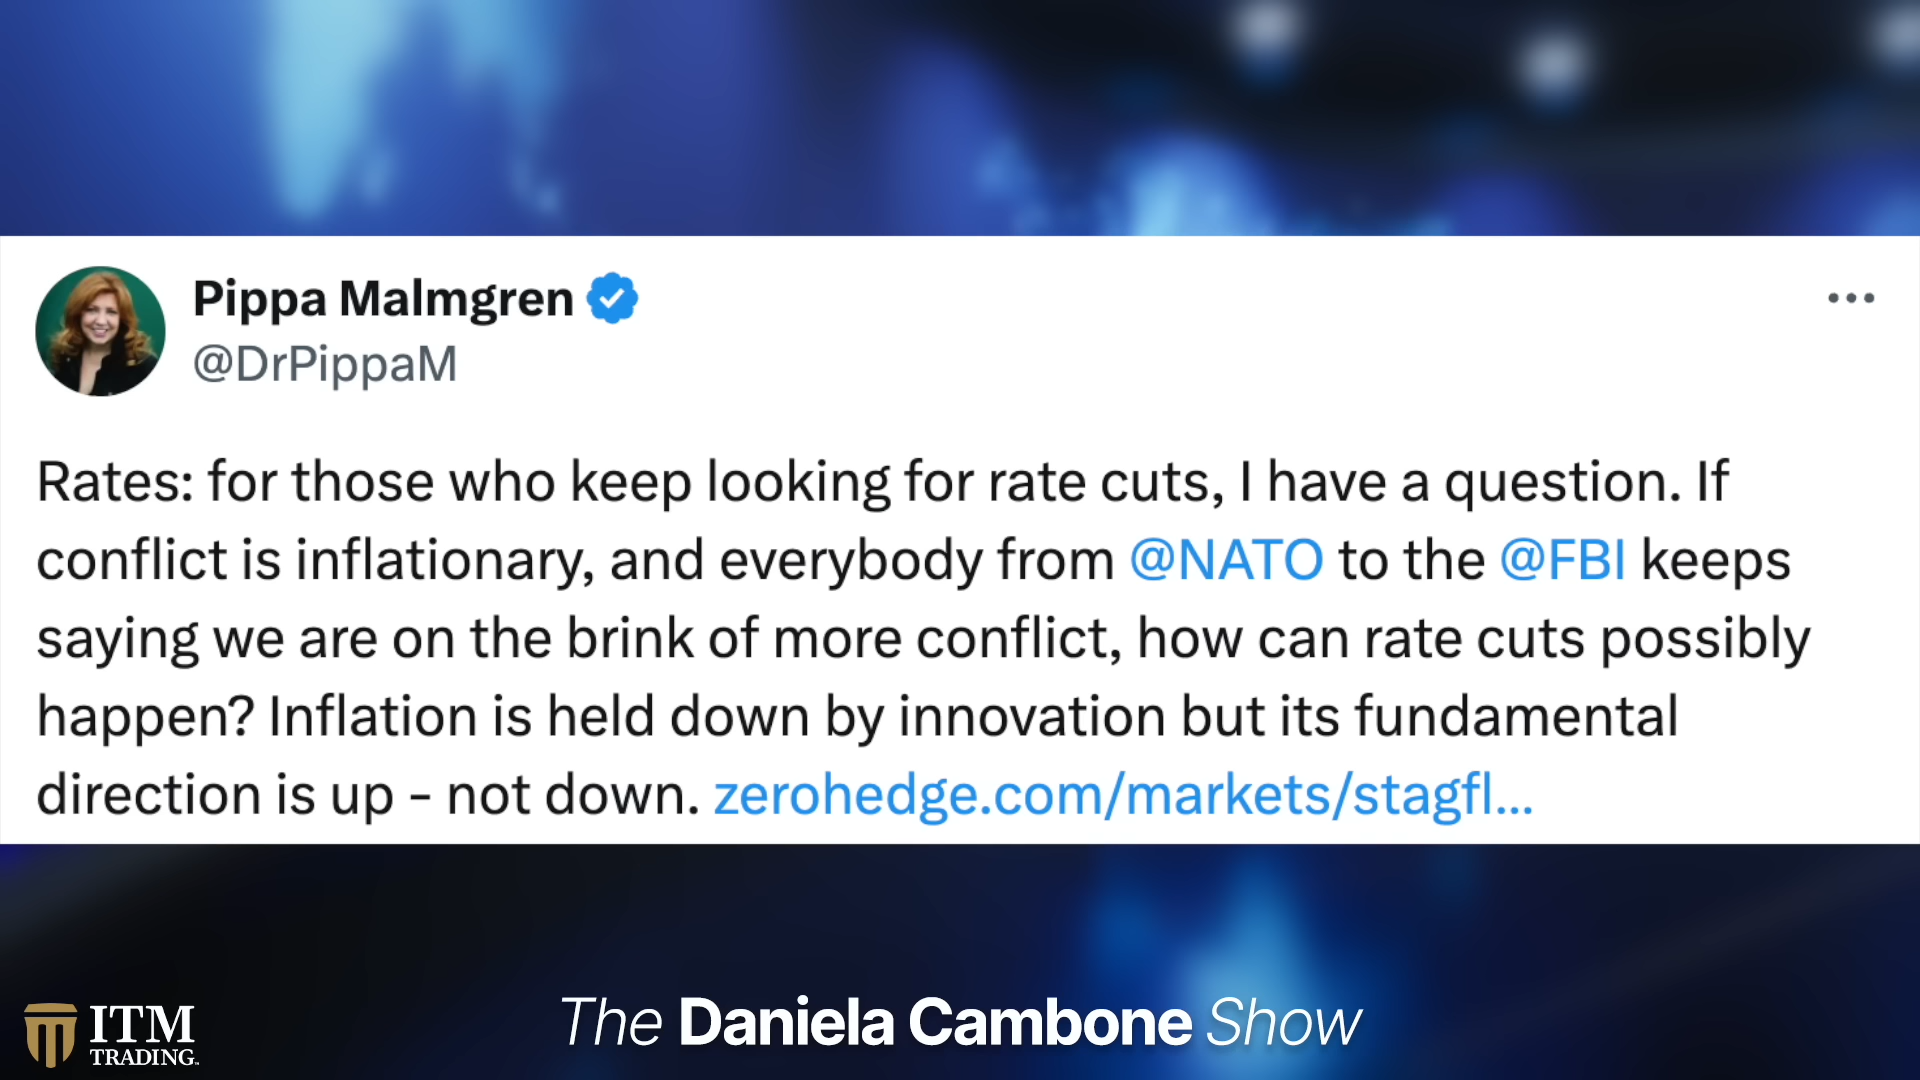 Pippa Malmgren
@DrPippaM
Rates: for those who keep looking for rate cuts, I have a question. If
conflict is inflationary, and everybody from @NATO to the @FBI keeps
saying we are on the brink of more conflict, how can rate cuts possibly
happen? Inflation is held down by innovation but its fundamental
direction is up - not down. zerohedge.com/markets/stagfl...
ITM
TRADING
The Daniela Cambone Show